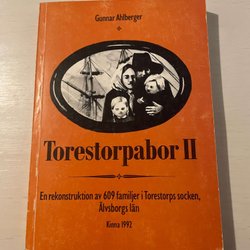 Gunnar Ahlberger
Torestorpabor II
En rekonstruktion av 609 familjer i Torestorps socken,
Älvsborgs län
Kinna 1992